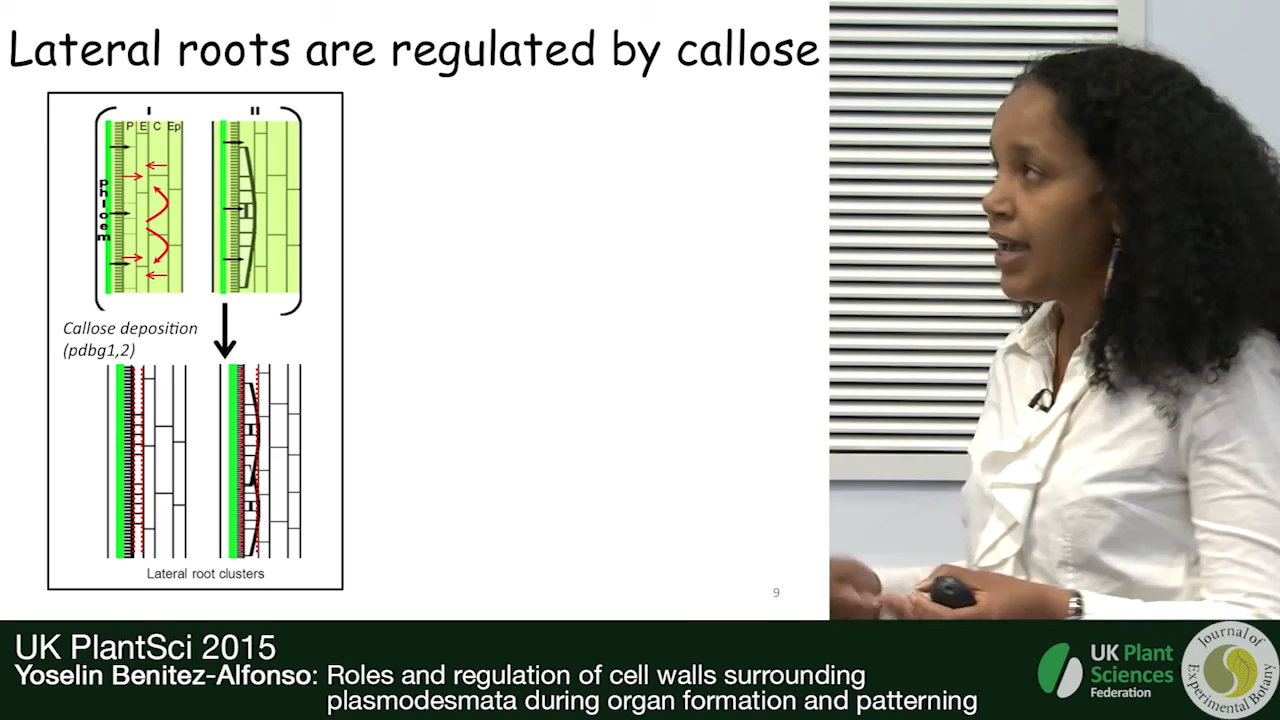 Lateral roots are regulated by callose
I II
P E C Ep
phloem
Callose deposition
(pdbg1,2)
Lateral root clusters
9
UK PlantSci 2015
Yoselin Benitez-Alfonso: Roles and regulation of cell walls surrounding
plasmodesmata during organ formation and patterning
UK Plant
Sciences
Federation
Journal of
Experimental Botany